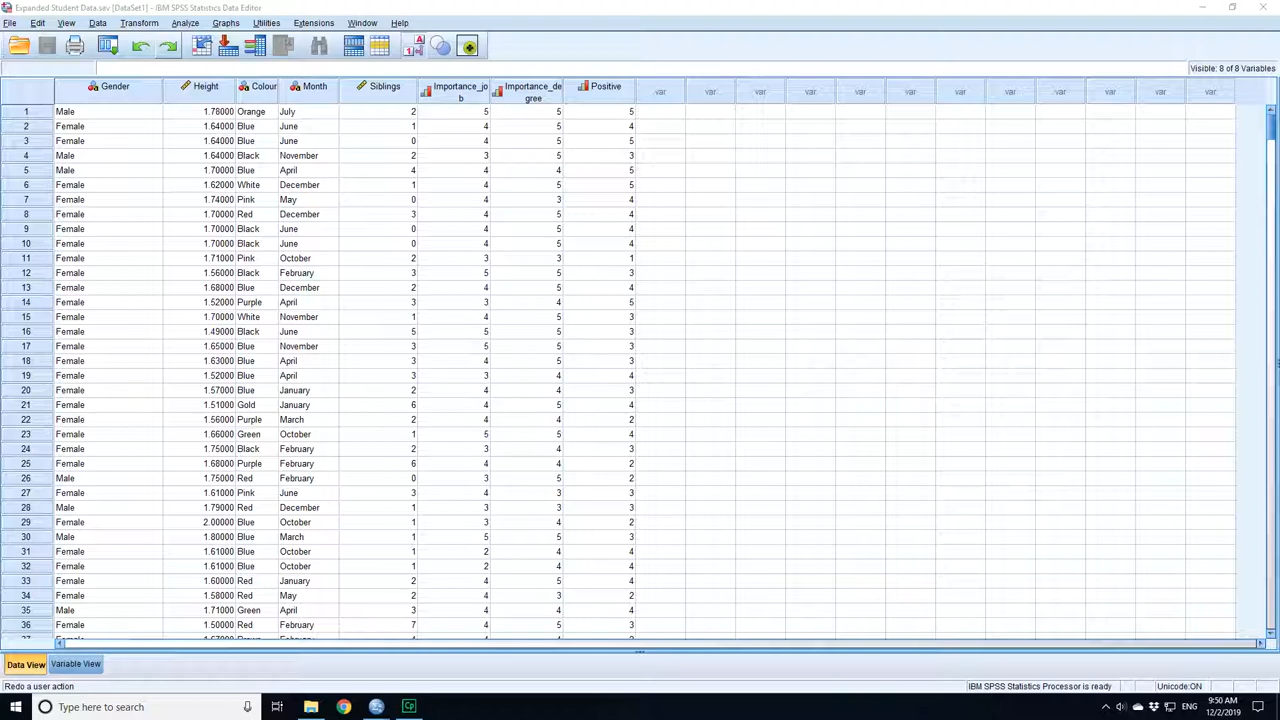 Expanded Student Data.sav [DataSet1] - IBM SPSS Statistics Data Editor
File Edit View Data Transform Analyze Graphs Utilities Extensions Window Help
Visible: 8 of 8 Variables
Gender Height Colour Month Siblings Importance_jo Importance_de Positive var var var var var var var var var var var var
b gree
1 Male 1.78000 Orange July 2 5 5 5
2 Female 1.64000 Blue June 1 4 5 4
3 Female 1.64000 Blue June 0 4 5 5
4 Male 1.64000 Black November 2 3 5 3
5 Male 1.70000 Blue April 4 4 4 5
6 Female 1.62000 White December 1 4 5 5
7 Female 1.74000 Pink May 0 4 3 4
8 Female 1.70000 Red December 3 4 5 4
9 Female 1.70000 Black June 0 4 5 4
10 Female 1.70000 Black June 0 4 5 4
11 Female 1.71000 Pink October 2 3 3 1
12 Female 1.56000 Black February 3 5 5 3
13 Female 1.68000 Blue December 2 4 5 4
14 Female 1.52000 Purple April 3 3 4 5
15 Female 1.70000 White November 1 4 5 3
16 Female 1.49000 Black June 5 5 5 3
17 Female 1.65000 Blue November 3 5 5 3
18 Female 1.63000 Blue April 3 4 5 3
19 Female 1.52000 Blue April 3 3 4 4
20 Female 1.57000 Blue January 2 4 4 3
21 Female 1.51000 Gold January 6 4 5 4
22 Female 1.56000 Purple March 2 4 4 2
23 Female 1.66000 Green October 1 5 5 4
24 Female 1.75000 Black February 2 3 4 3
25 Female 1.68000 Purple February 6 4 4 2
26 Male 1.75000 Red February 0 3 5 2
27 Female 1.61000 Pink June 3 4 3 3
28 Male 1.79000 Red December 1 3 3 3
29 Female 2.00000 Blue October 1 3 4 2
30 Male 1.80000 Blue March 1 5 5 3
31 Female 1.61000 Blue October 1 2 4 4
32 Female 1.61000 Blue October 1 2 4 4
33 Female 1.60000 Red January 2 4 5 4
34 Female 1.58000 Red May 2 4 3 2
35 Male 1.71000 Green April 3 4 4 4
36 Female 1.50000 Red February 7 4 5 3
Data View Variable View
Redo a user action IBM SPSS Statistics Processor is ready Unicode:ON
Type here to search Cp ENG 9:50 AM
12/2/2019